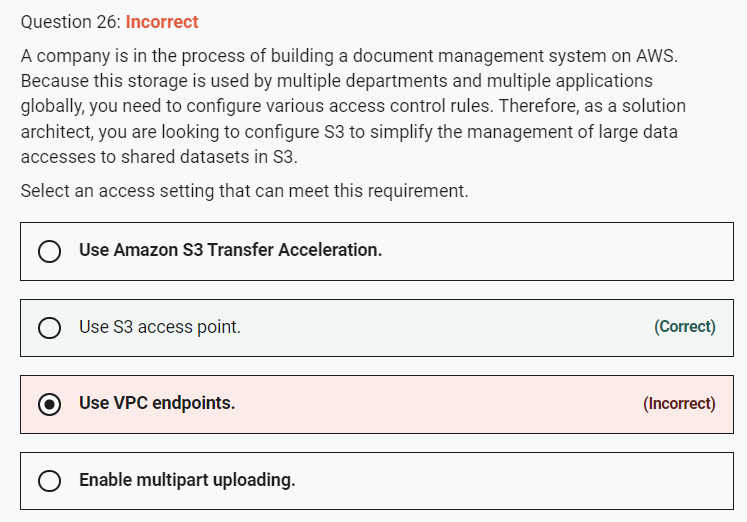 Question 26: Incorrect
A company is in the process of building a document management system on AWS.
Because this storage is used by multiple departments and multiple applications
globally, you need to configure various access control rules. Therefore, as a solution
architect, you are looking to configure S3 to simplify the management of large data
accesses to shared datasets in S3.
Select an access setting that can meet this requirement.
Use Amazon S3 Transfer Acceleration.
Use S3 access point. (Correct)
Use VPC endpoints. (Incorrect)
Enable multipart uploading.